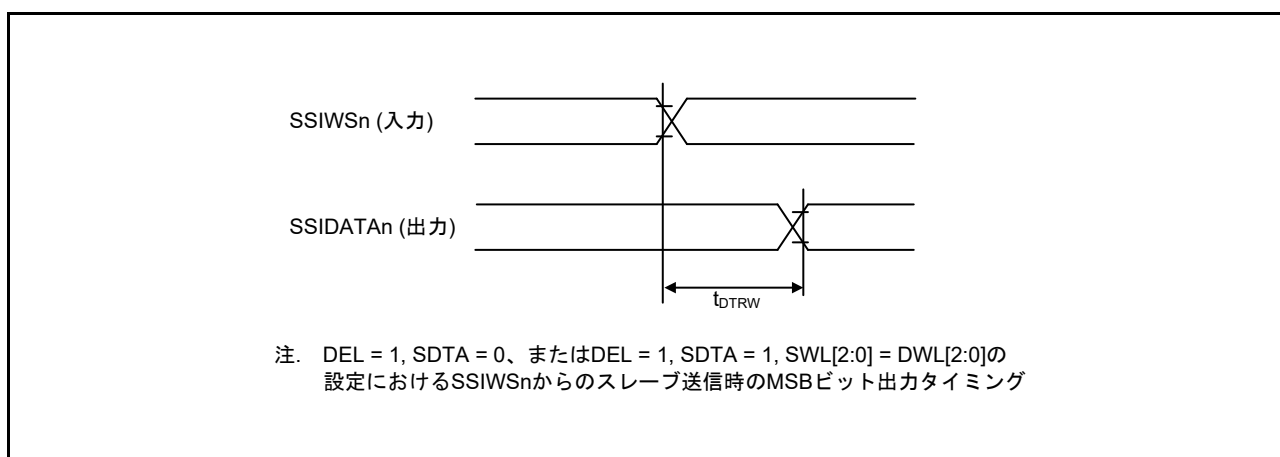 SSIWSn (入力)
SSIDATAn (出力)
tDTRW
注. DEL = 1, SDTA = 0、またはDEL = 1, SDTA = 1, SWL[2:0] = DWL[2:0]の
設定におけるSSIWSnからのスレーブ送信時のMSBビット出力タイミング